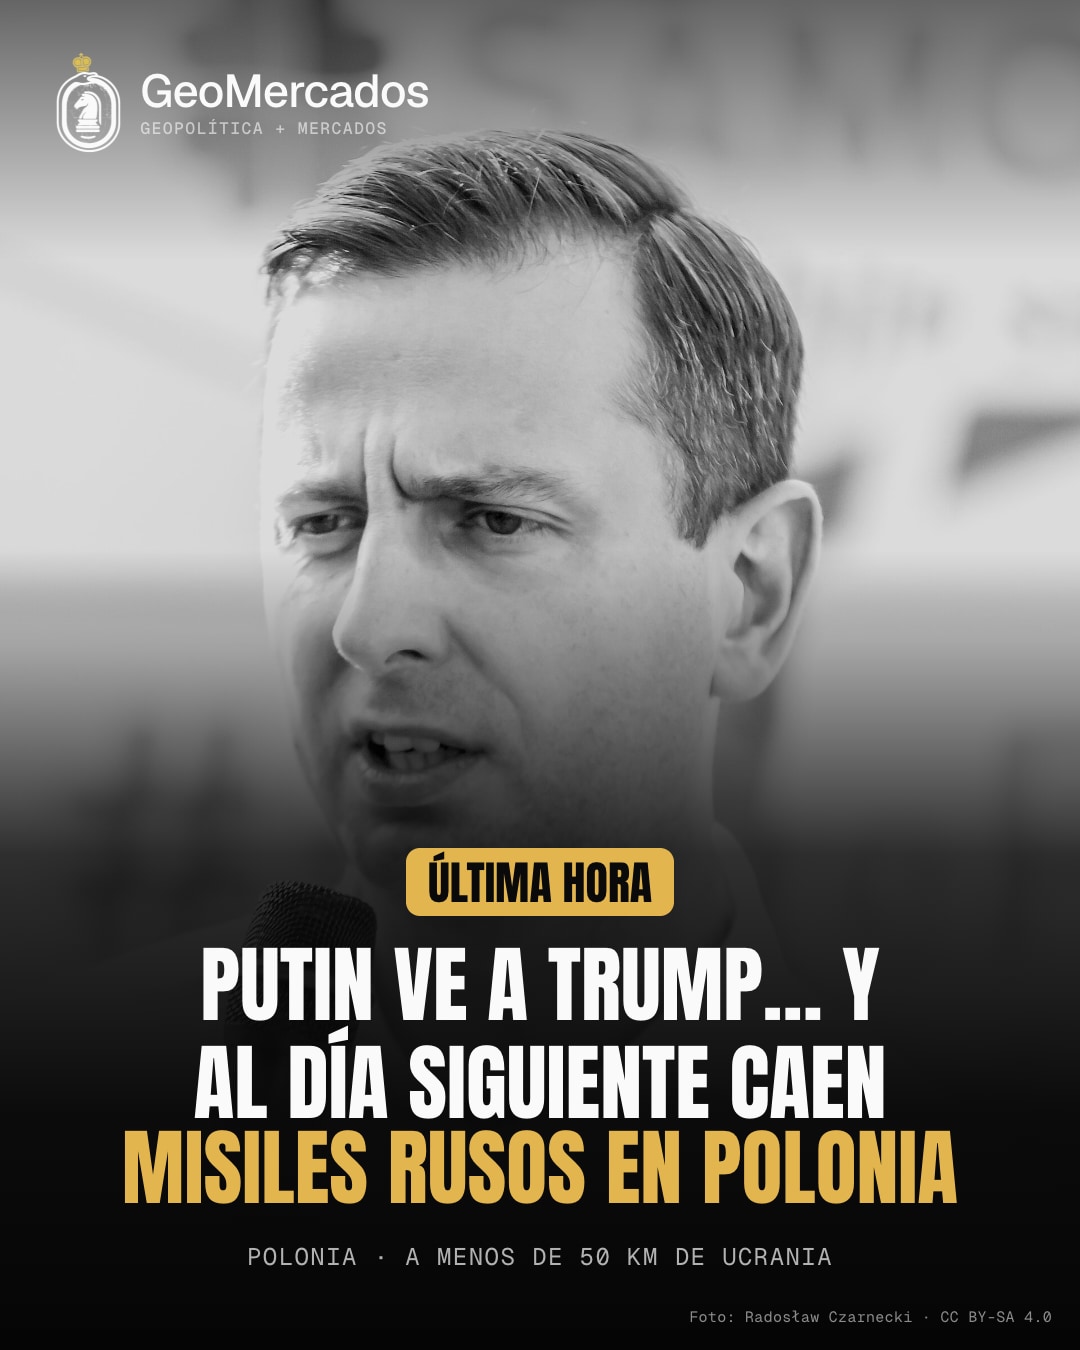 GeoMercados
GEOPOLÍTICA + MERCADOS
ÚLTIMA HORA
PUTIN VE A TRUMP... Y
AL DÍA SIGUIENTE CAEN
MISILES RUSOS EN POLONIA
POLONIA · A MENOS DE 50 KM DE UCRANIA
Foto: Radosław Czarnecki · CC BY-SA 4.0